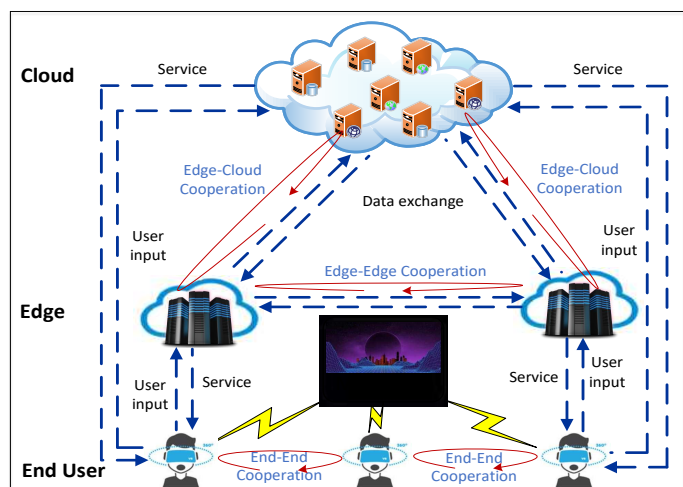 Cloud
Service
Service
Edge-Cloud
Cooperation
Edge-Cloud
Cooperation
Data exchange
User
input
User
input
Edge-Edge Cooperation
Edge
User
input
Service
Service
User
input
End User
End-End
Cooperation
End-End
Cooperation